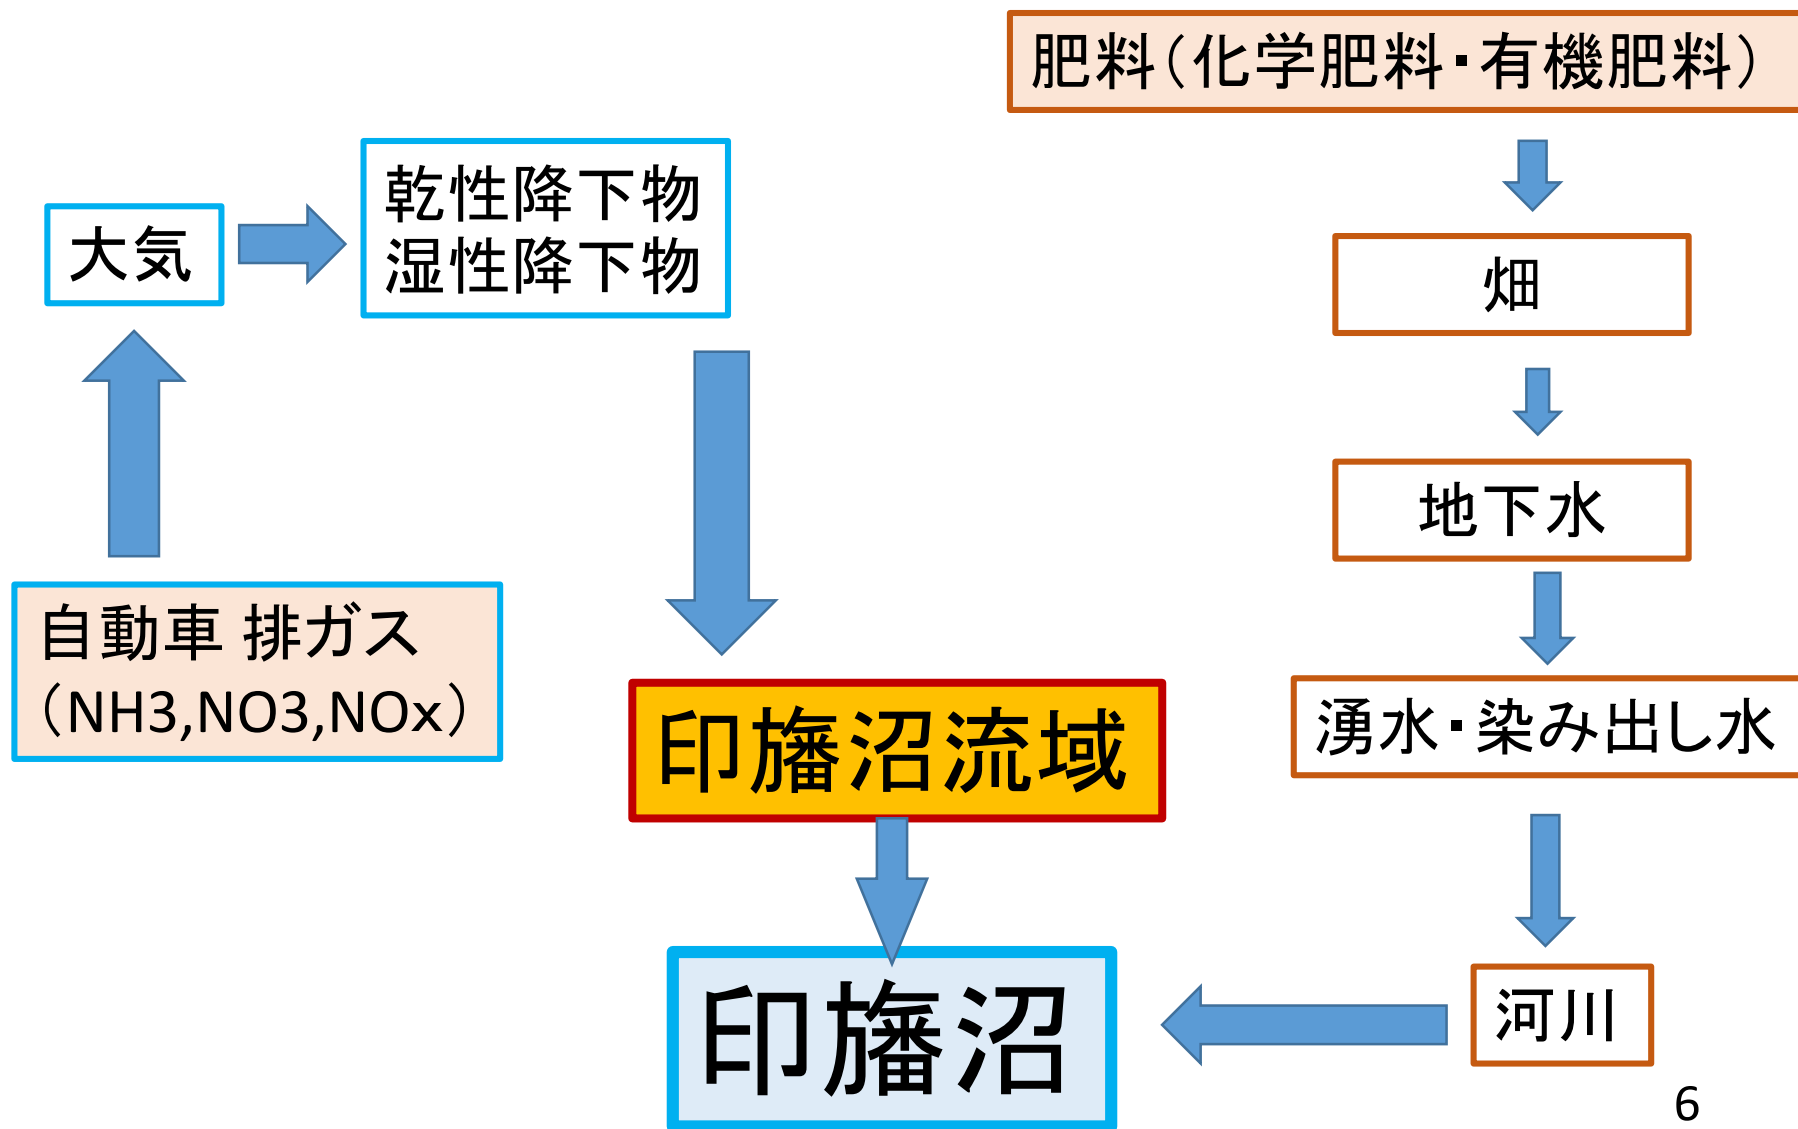 肥料(化学肥料・有機肥料)
乾性降下物
湿性降下物
大気
畑
地下水
自動車 排ガス
(NH3,NO3,NOx)
印旛沼流域
湧水・染み出し水
印旛沼
河川
6